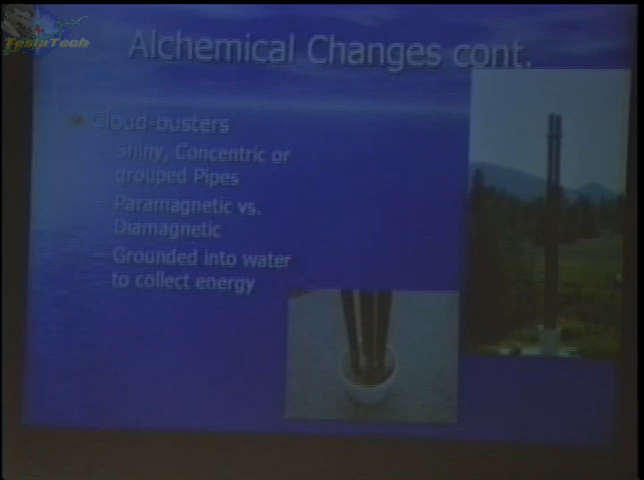 TeslaTech
Alchemical Changes cont.
Cloud-busters
– Shiny, Concentric or
grouped Pipes
Paramagnetic vs.
Diamagnetic
– Grounded into water
to collect energy